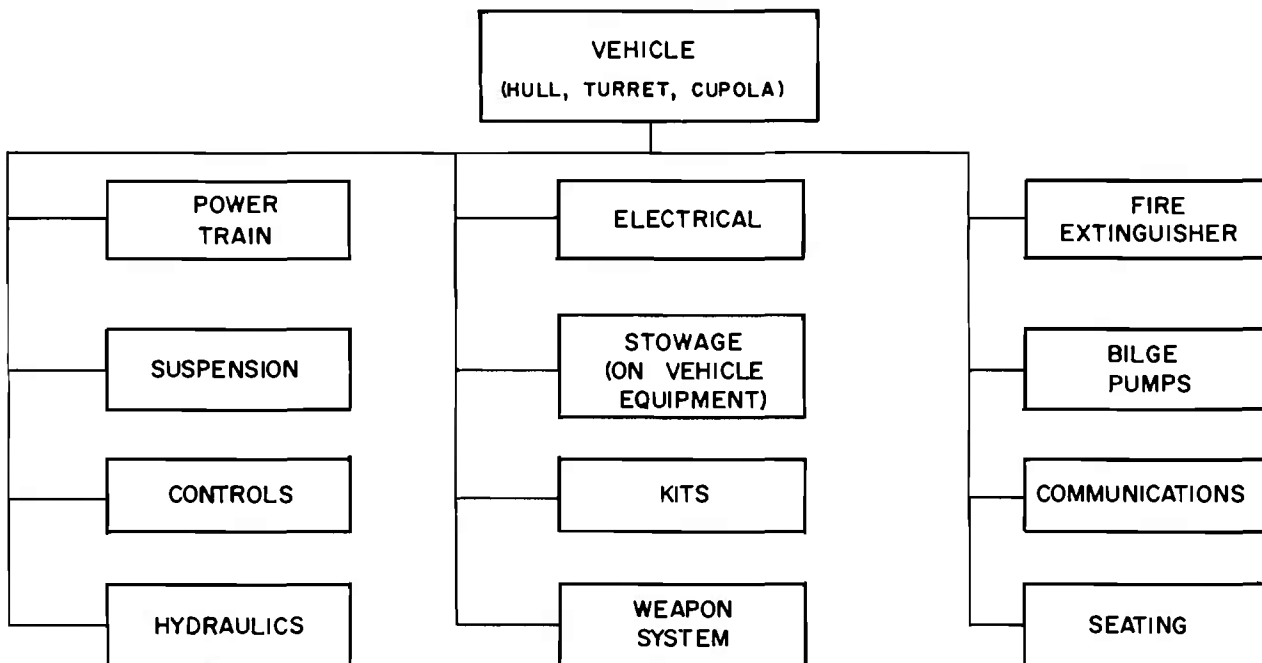 VEHICLE
(HULL, TURRET, CUPOLA)
POWER
TRAIN
SUSPENSION
CONTROLS
HYDRAULICS
ELECTRICAL
STOWAGE
(ON VEHICLE
EQUIPMENT)
KITS
WEAPON
SYSTEM
FIRE
EXTINGUISHER
BILGE
PUMPS
COMMUNICATIONS
SEATING